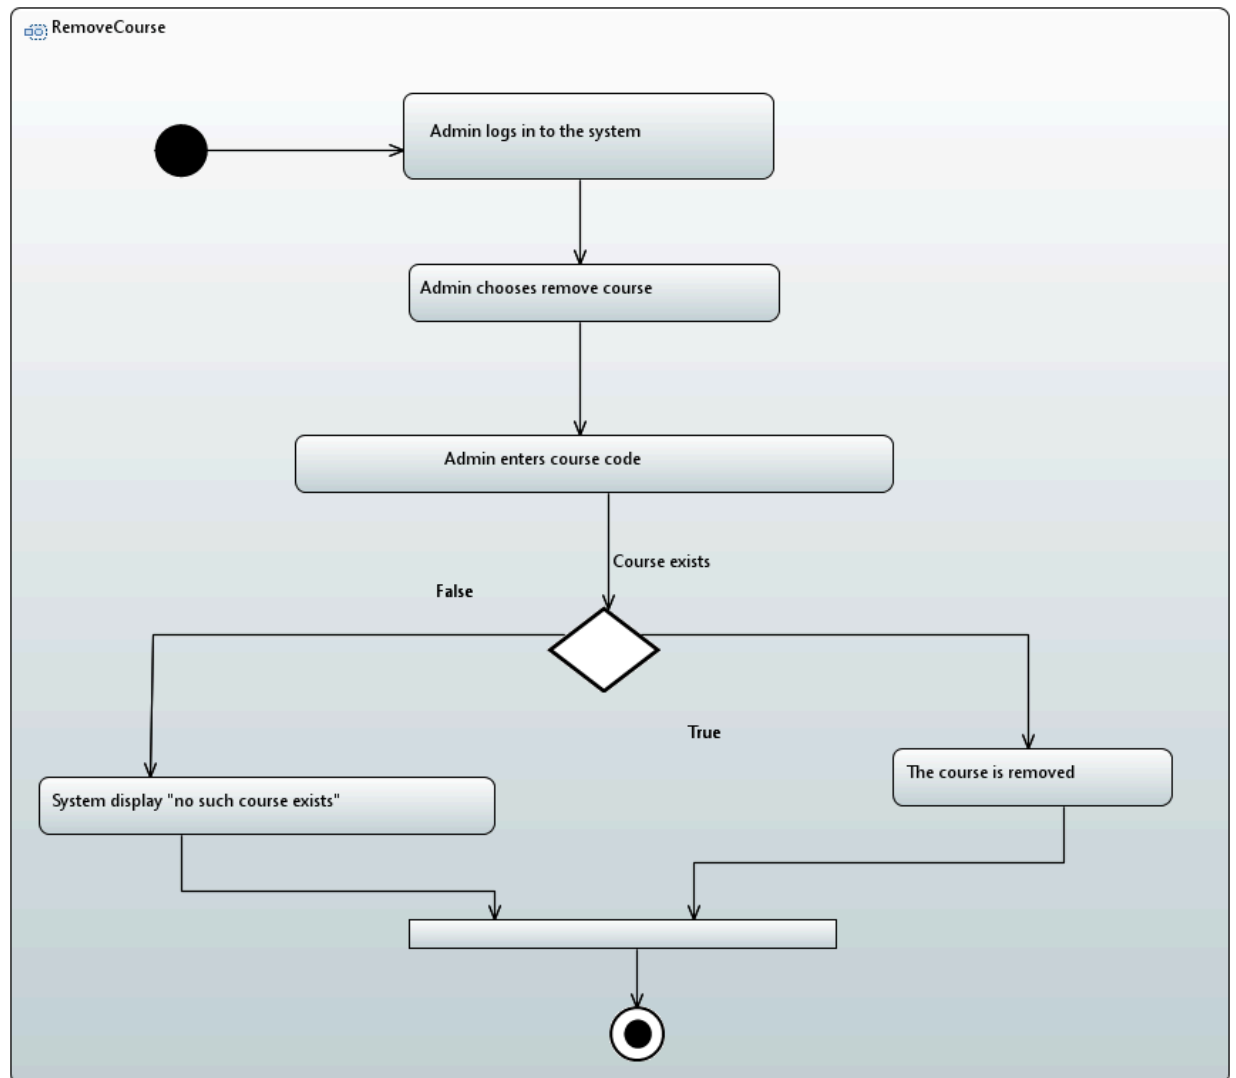 RemoveCourse
Admin logs in to the system
Admin chooses remove course
Admin enters course code
Course exists
False
True
The course is removed
System display "no such course exists"